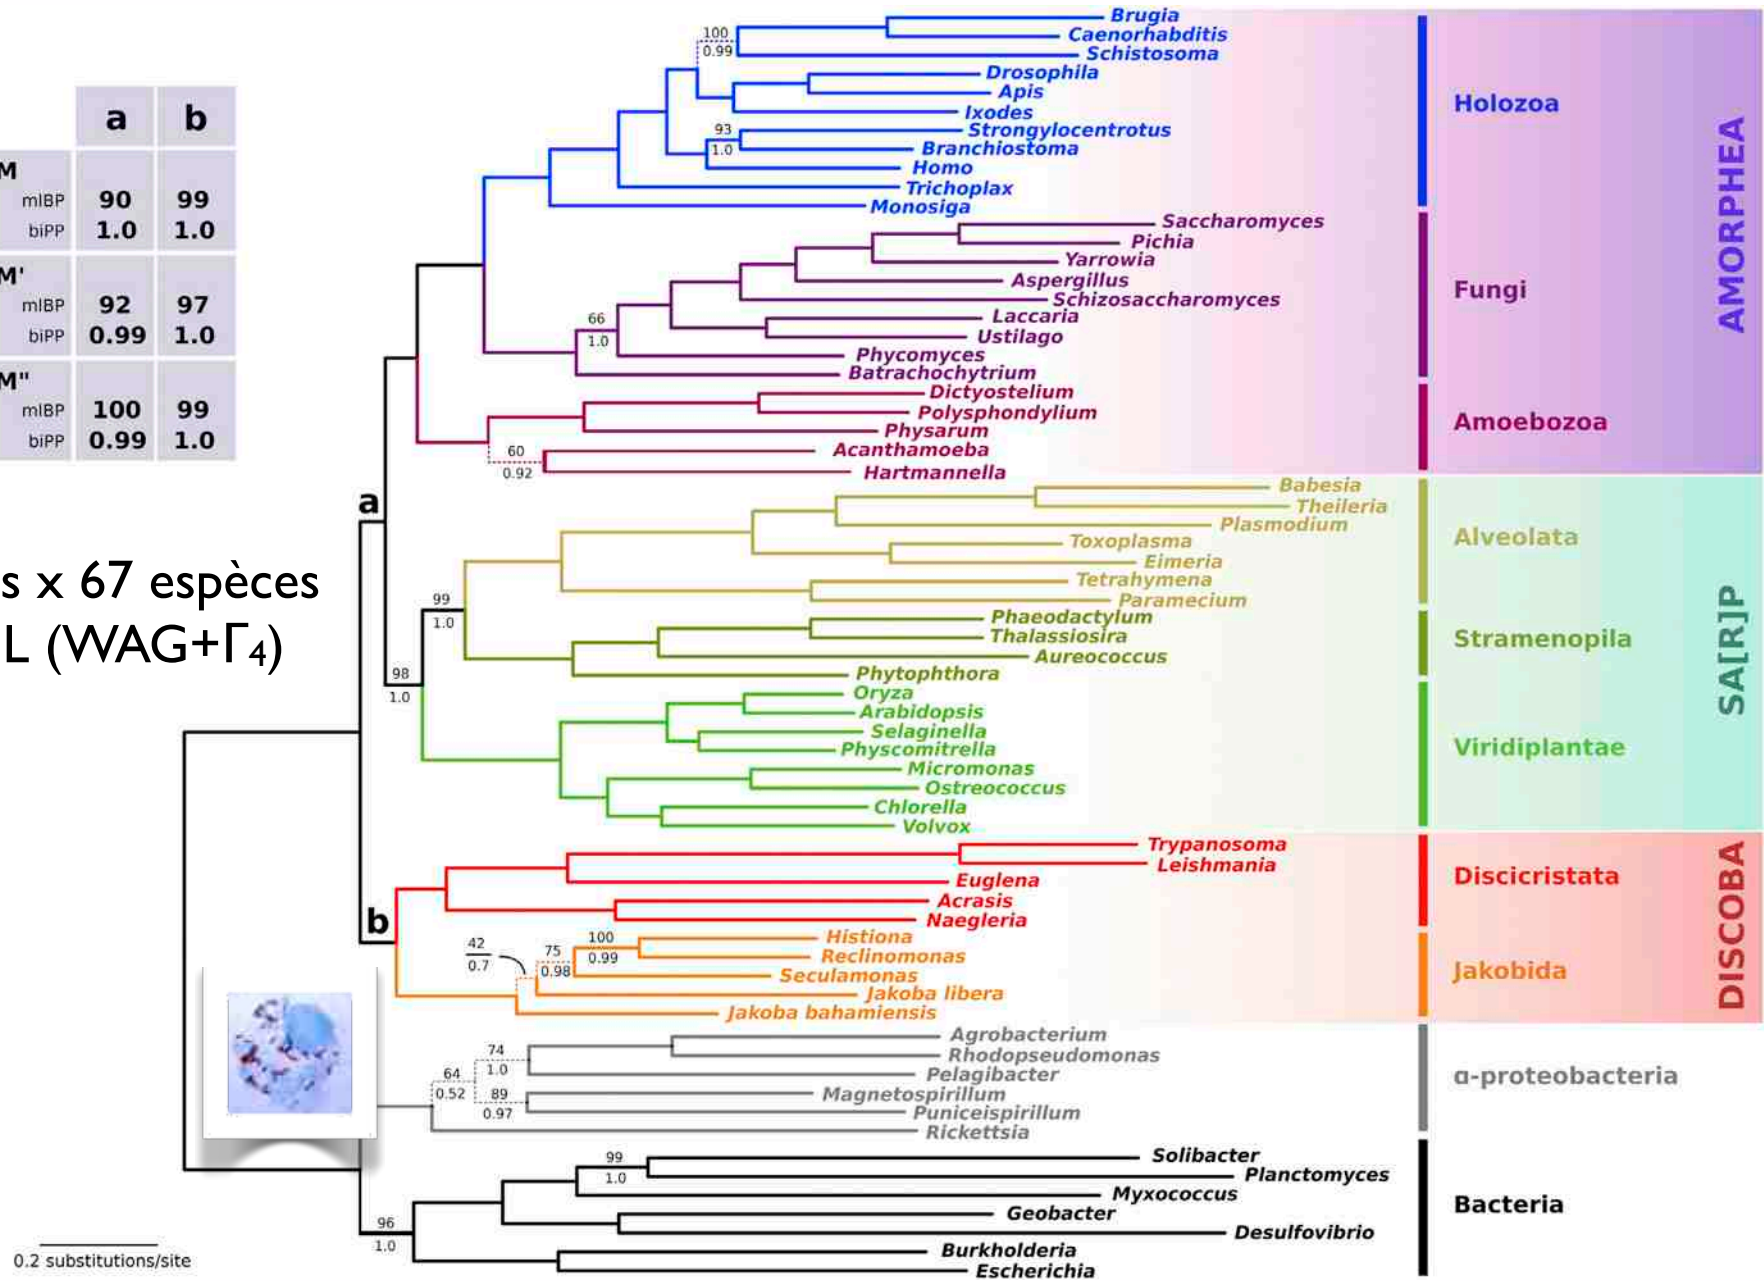 a b
M
mlBP 90 99
biPP 1.0 1.0
M'
mlBP 92 97
biPP 0.99 1.0
M"
mlBP 100 99
biPP 0.99 1.0
s x 67 espèces
L (WAG+Γ4)
0.2 substitutions/site
a
b
100
0.99
93
1.0
66
1.0
60
0.92
99
1.0
98
1.0
42
0.7
75
0.98
100
0.99
74
1.0
64
0.52
89
0.97
99
1.0
96
1.0
Brugia
Caenorhabditis
Schistosoma
Drosophila
Apis
Ixodes
Strongylocentrotus
Branchiostoma
Homo
Trichoplax
Monosiga
Saccharomyces
Pichia
Yarrowia
Aspergillus
Schizosaccharomyces
Laccaria
Ustilago
Phycomyces
Batrachochytrium
Dictyostelium
Polysphondylium
Physarum
Acanthamoeba
Hartmannella
Babesia
Theileria
Plasmodium
Toxoplasma
Eimeria
Tetrahymena
Paramecium
Phaeodactylum
Thalassiosira
Aureococcus
Phytophthora
Oryza
Arabidopsis
Selaginella
Physcomitrella
Micromonas
Ostreococcus
Chlorella
Volvox
Trypanosoma
Leishmania
Euglena
Acrasis
Naegleria
Histiona
Reclinomonas
Seculamonas
Jakoba libera
Jakoba bahamiensis
Agrobacterium
Rhodopseudomonas
Pelagibacter
Magnetospirillum
Puniceispirillum
Rickettsia
Solibacter
Planctomyces
Myxococcus
Geobacter
Desulfovibrio
Burkholderia
Escherichia
Holozoa
Fungi
Amoebozoa
Alveolata
Stramenopila
Viridiplantae
Discicristata
Jakobida
α-proteobacteria
Bacteria
AMORPHEA
SA[R]P
DISCOBA